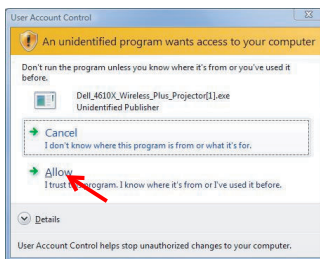 User Account Control
An unidentified program wants access to your computer
Don't run the program unless you know where it's from or you've used it
before.
Dell_4610X_Wireless_Plus_Projector[1].exe
Unidentified Publisher
Cancel
I don't know where this program is from or what it's for.
Allow
I trust this program. I know where it's from or I've used it before.
Details
User Account Control helps stop unauthorized changes to your computer.